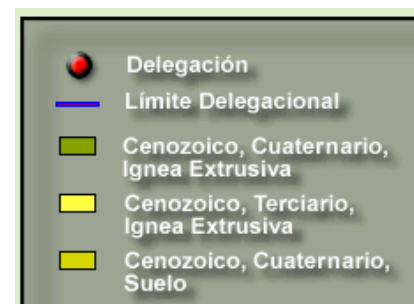 Delegación
Límite Delegacional
Cenozoico, Cuaternario,
Ignea Extrusiva
Cenozoico, Terciario,
Ignea Extrusiva
Cenozoico, Cuaternario,
Suelo